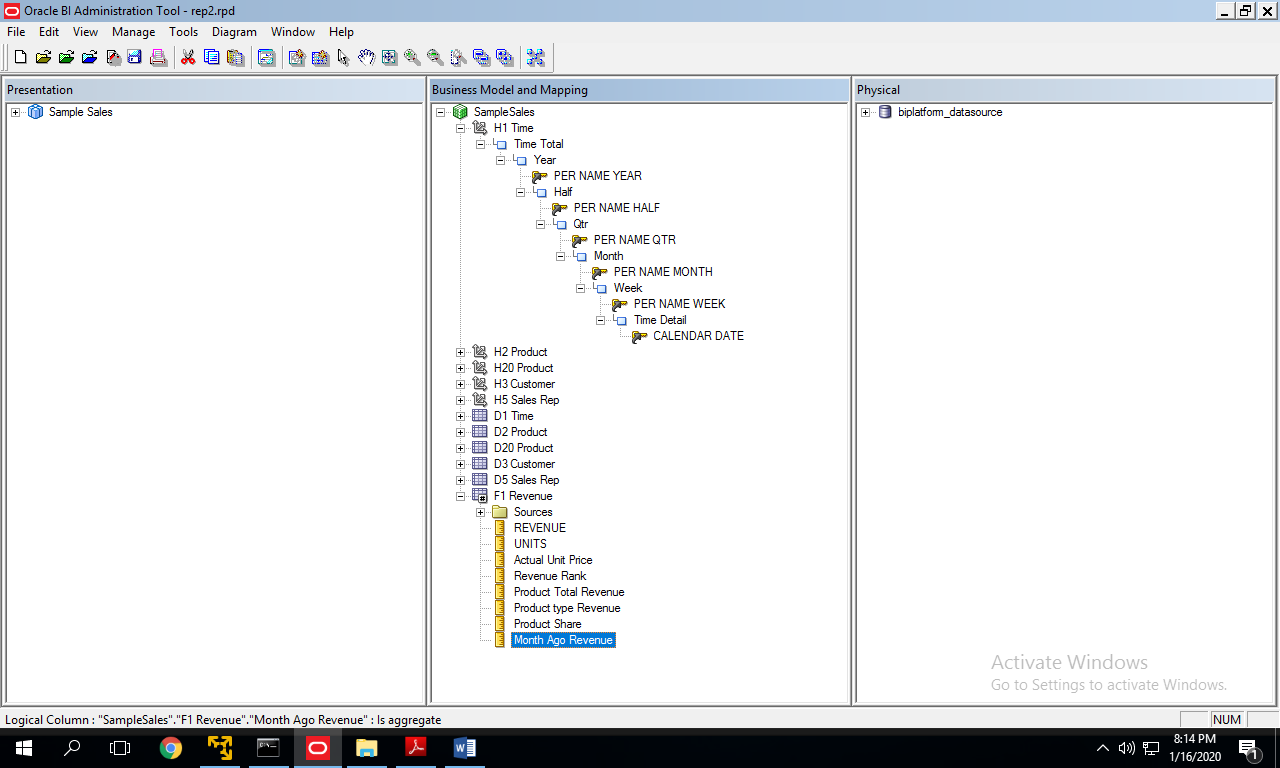 Oracle BI Administration Tool - rep2.rpd
File Edit View Manage Tools Diagram Window Help
Presentation
Sample Sales
Business Model and Mapping
SampleSales
H1 Time
Time Total
Year
PER NAME YEAR
Half
PER NAME HALF
Qtr
PER NAME QTR
Month
PER NAME MONTH
Week
PER NAME WEEK
Time Detail
CALENDAR DATE
H2 Product
H20 Product
H3 Customer
H5 Sales Rep
D1 Time
D2 Product
D20 Product
D3 Customer
D5 Sales Rep
F1 Revenue
Sources
REVENUE
UNITS
Actual Unit Price
Revenue Rank
Product Total Revenue
Product type Revenue
Product Share
Month Ago Revenue
Physical
biplatform_datasource
Activate Windows
Go to Settings to activate Windows.
Logical Column : "SampleSales"."F1 Revenue"."Month Ago Revenue" : Is aggregate
NUM
8:14 PM
1/16/2020
1